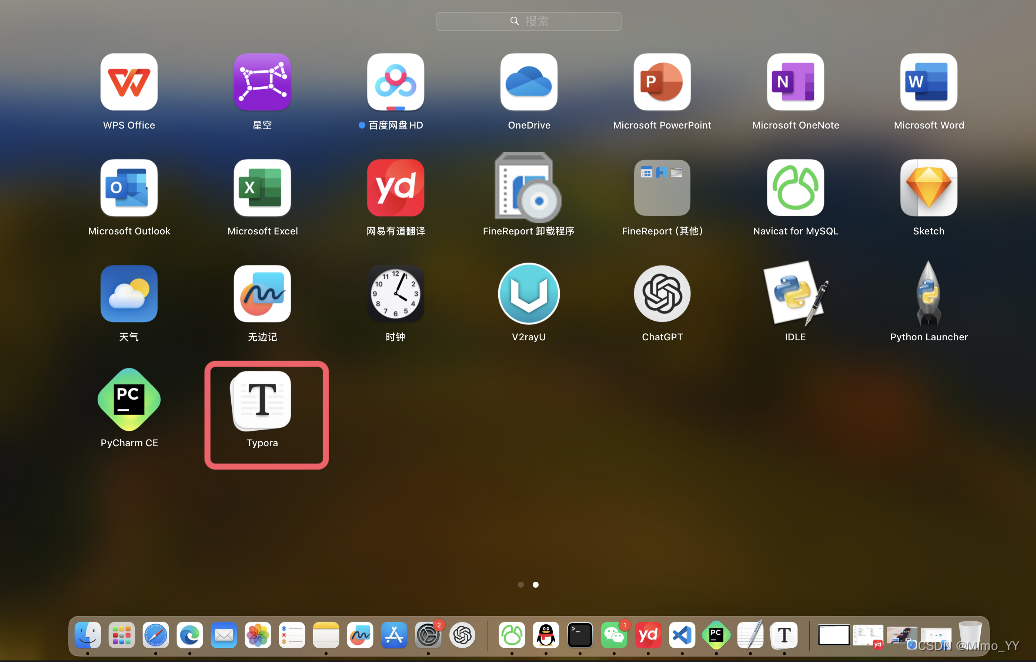 搜索
WPS Office
星空
百度网盘HD
OneDrive
Microsoft PowerPoint
Microsoft OneNote
Microsoft Word
Microsoft Outlook
Microsoft Excel
网易有道翻译
FineReport 卸载程序
FineReport (其他)
Navicat for MySQL
Sketch
天气
无边记
时钟
V2rayU
ChatGPT
IDLE
Python Launcher
PyCharm CE
Typora
CSDN @Mimo_YY